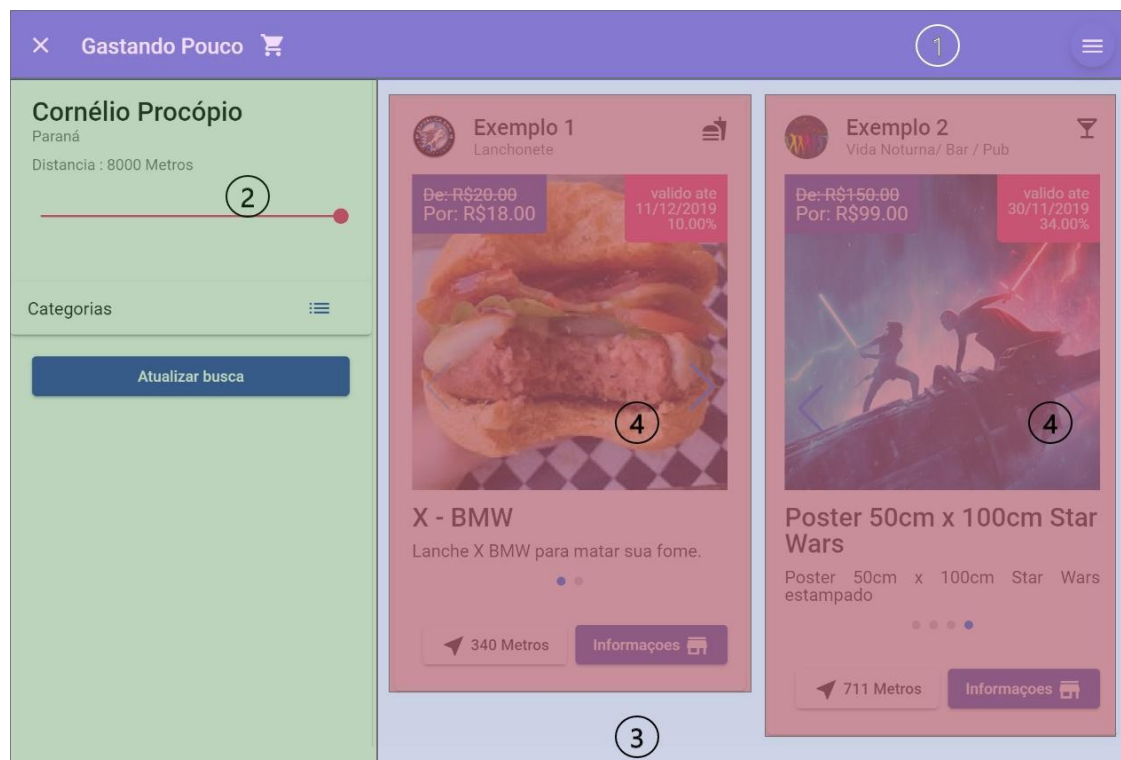 Gastando Pouco
1
Cornélio Procópio
Paraná
Distancia : 8000 Metros
2
Categorias
Atualizar busca
Exemplo 1
Lanchonete
De: R$20.00
Por: R$18.00
valido ate
11/12/2019
10.00%
4
X - BMW
Lanche X BMW para matar sua fome.
340 Metros
Informaçoes
Exemplo 2
Vida Noturna/ Bar / Pub
De: R$150.00
Por: R$99.00
valido ate
30/11/2019
34.00%
4
Poster 50cm x 100cm Star
Wars
Poster 50cm x 100cm Star Wars
estampado
711 Metros
Informaçoes
3